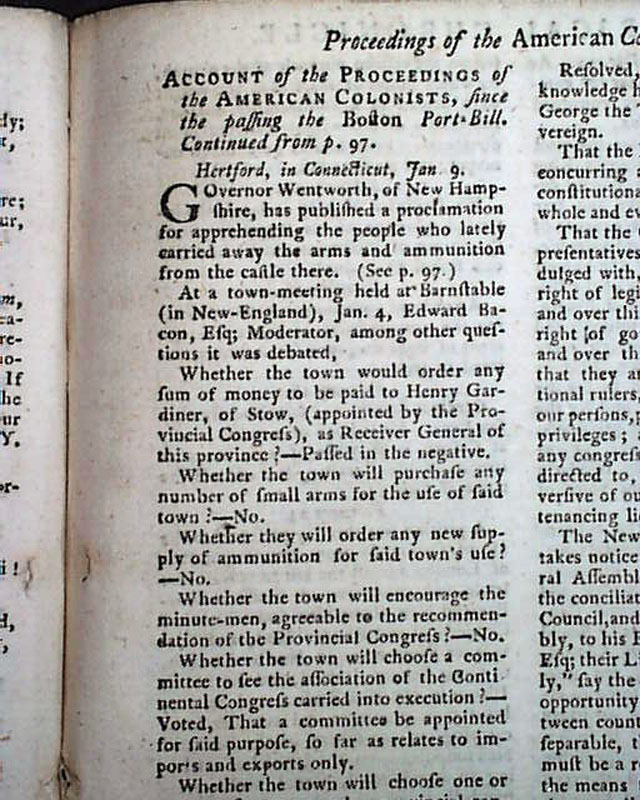 Proceedings of the American
ACCOUNT of the PROCEEDINGS of
the AMERICAN COLONISTS, ſince
the paſſing the Boſton Port-Bill.
Continued from p. 97.
Hertford, in Connecticut, Jan. 9.
GOvernor Wentworth, of New Hamp-
ſhire, has publiſhed a proclamation
for apprehending the people who lately
carried away the arms and ammunition
from the caſtle there. (See p. 97.)
At a town-meeting held at Barnſtable
(in New-England), Jan. 4, Edward Ba-
con, Eſq; Moderator, among other queſ-
tions it was debated,
Whether the town would order any
ſum of money to be paid to Henry Gar-
diner, of Stow, (appointed by the Pro-
vincial Congreſs), as Receiver General of
this province?—Paſſed in the negative.
Whether the town will purchaſe any
number of ſmall arms for the uſe of ſaid
town?—No.
Whether they will order any new ſup-
ply of ammunition for ſaid town's uſe?
—No.
Whether the town will encourage the
minute-men, agreeable to the recommen-
dation of the Provincial Congreſs?—No.
Whether the town will chooſe a com-
mittee to ſee the aſſociation of the Conti
nental Congreſs carried into execution?—
Voted, That a committee be appointed
for ſaid purpoſe, ſo far as relates to im-
ports and exports only.
Whether the town will chooſe one or
Reſolved,
knowledge
George the
vereign.
That the
concurring
conſtitutiona
whole and
That the
preſentatives
dulged with,
right of
and over
right of
and over
that they
tional rulers,
our perſons,
privileges;
any congreſs
directed to,
verſive of
tenancing
The New
takes notice
ral Aſſembl
the conciliat
Council, and
bly, to his
Eſq; their
ly," ſay the
opportunity
tween
ſeparable,
muſt be a
the means